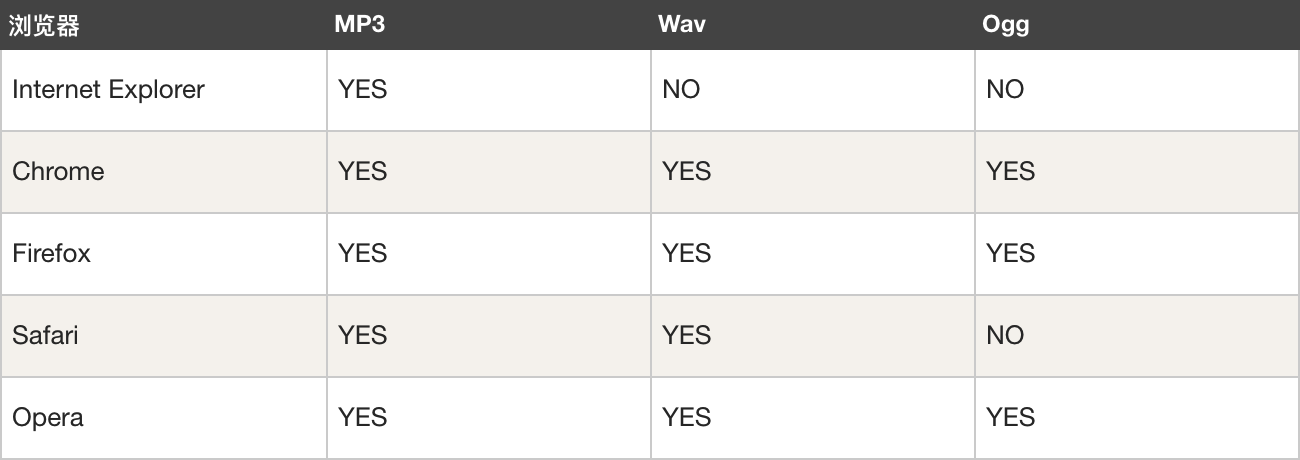 浏览器 MP3 Wav Ogg
Internet Explorer YES NO NO
Chrome YES YES YES
Firefox YES YES YES
Safari YES YES NO
Opera YES YES YES